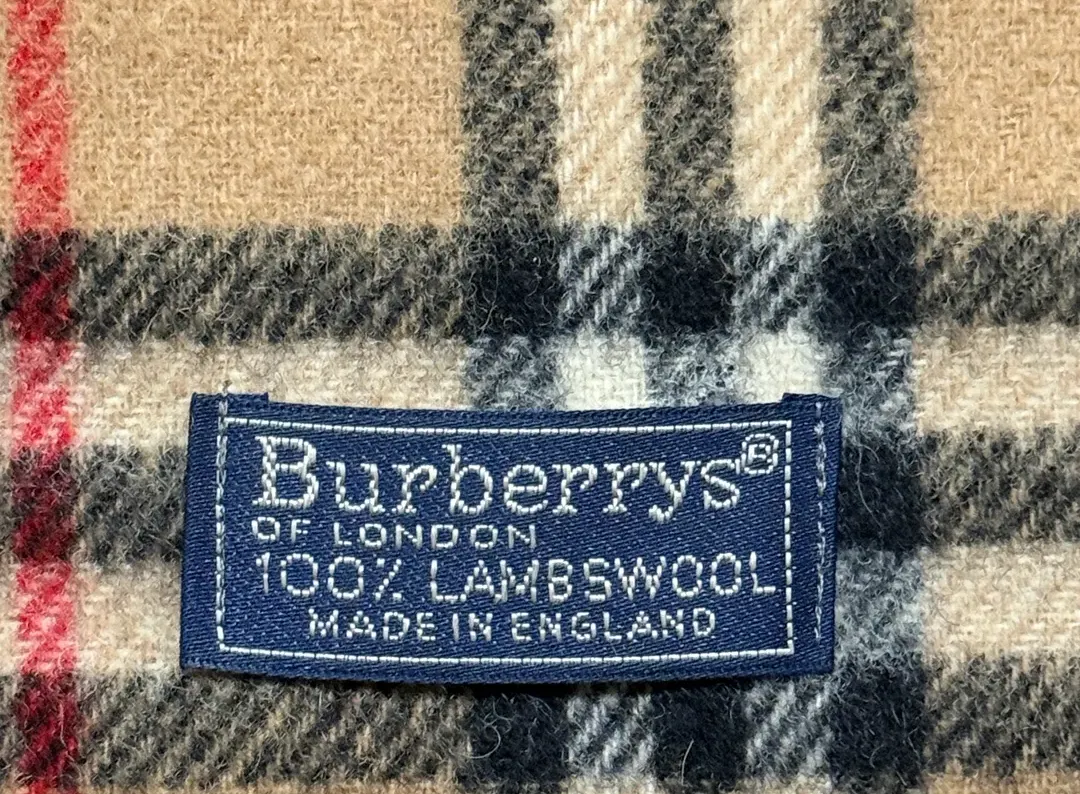 Burberrys®
OF LONDON
100% LAMBSWOOL
MADE IN ENGLAND